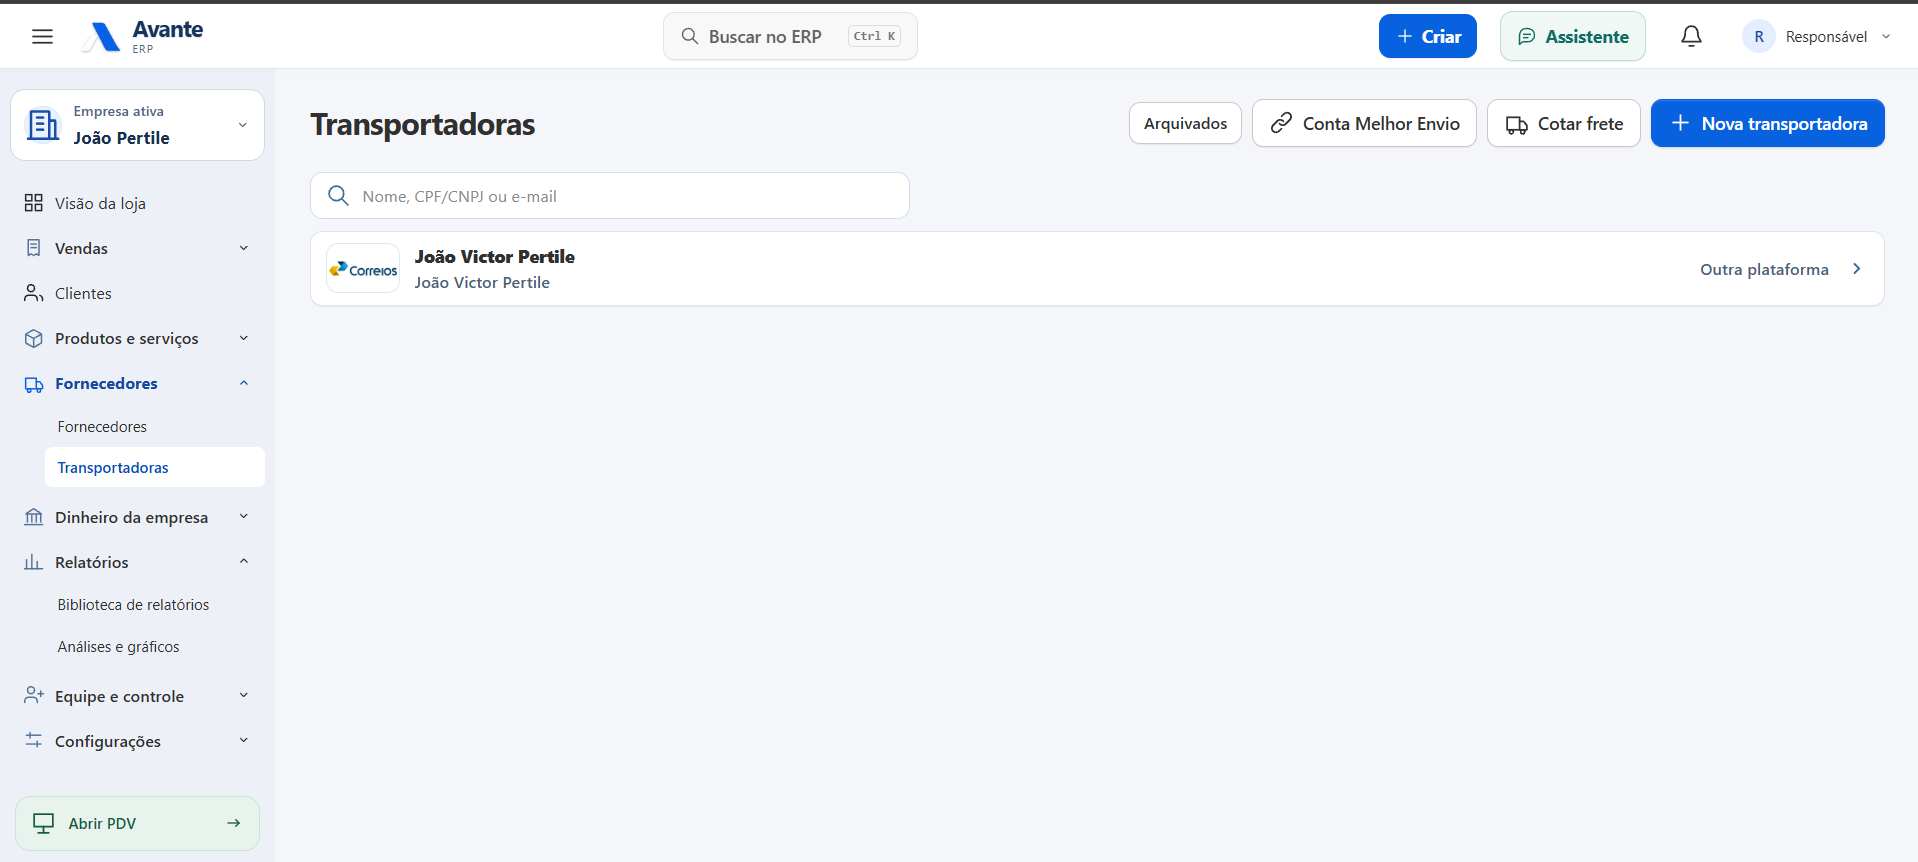 Avante
ERP
Buscar no ERP
Ctrl K
Criar
Assistente
R
Responsável
Empresa ativa
João Pertile
Visão da loja
Vendas
Clientes
Produtos e serviços
Fornecedores
Fornecedores
Transportadoras
Dinheiro da empresa
Relatórios
Biblioteca de relatórios
Análises e gráficos
Equipe e controle
Configurações
Abrir PDV
Transportadoras
Arquivados
Conta Melhor Envio
Cotar frete
Nova transportadora
Nome, CPF/CNPJ ou e-mail
Correios
João Victor Pertile
João Victor Pertile
Outra plataforma